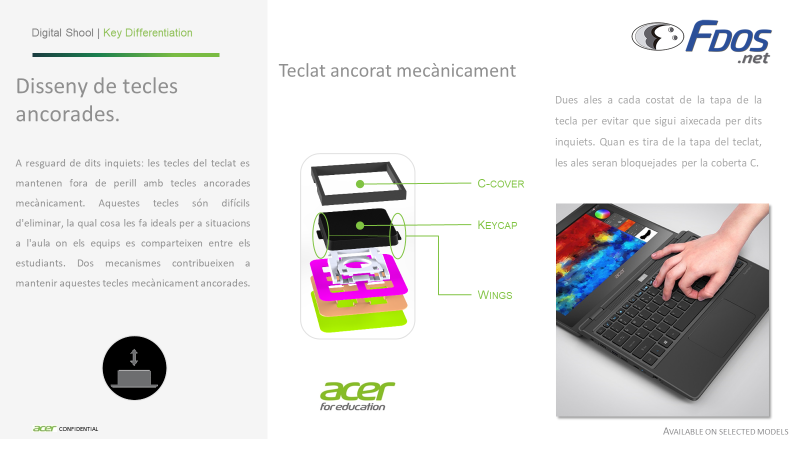 Digital Shool | Key Differentiation
Disseny de tecles
ancorades.
A resguard de dits inquiets: les tecles del teclat es
mantenen fora de perill amb tecles ancorades
mecànicament. Aquestes tecles són difícils
d'eliminar, la qual cosa les fa ideals per a situacions
a l'aula on els equips es comparteixen entre els
estudiants. Dos mecanismes contribueixen a
mantenir aquestes tecles mecànicament ancorades.
acer CONFIDENTIAL
Teclat ancorat mecànicament
C-COVER
KEYCAP
WINGS
acer
for education
FDOS
.net
Dues ales a cada costat de la tapa de la
tecla per evitar que sigui aixecada per dits
inquiets. Quan es tira de la tapa del teclat,
les ales seran bloquejades per la coberta C.
acer
AVAILABLE ON SELECTED MODELS